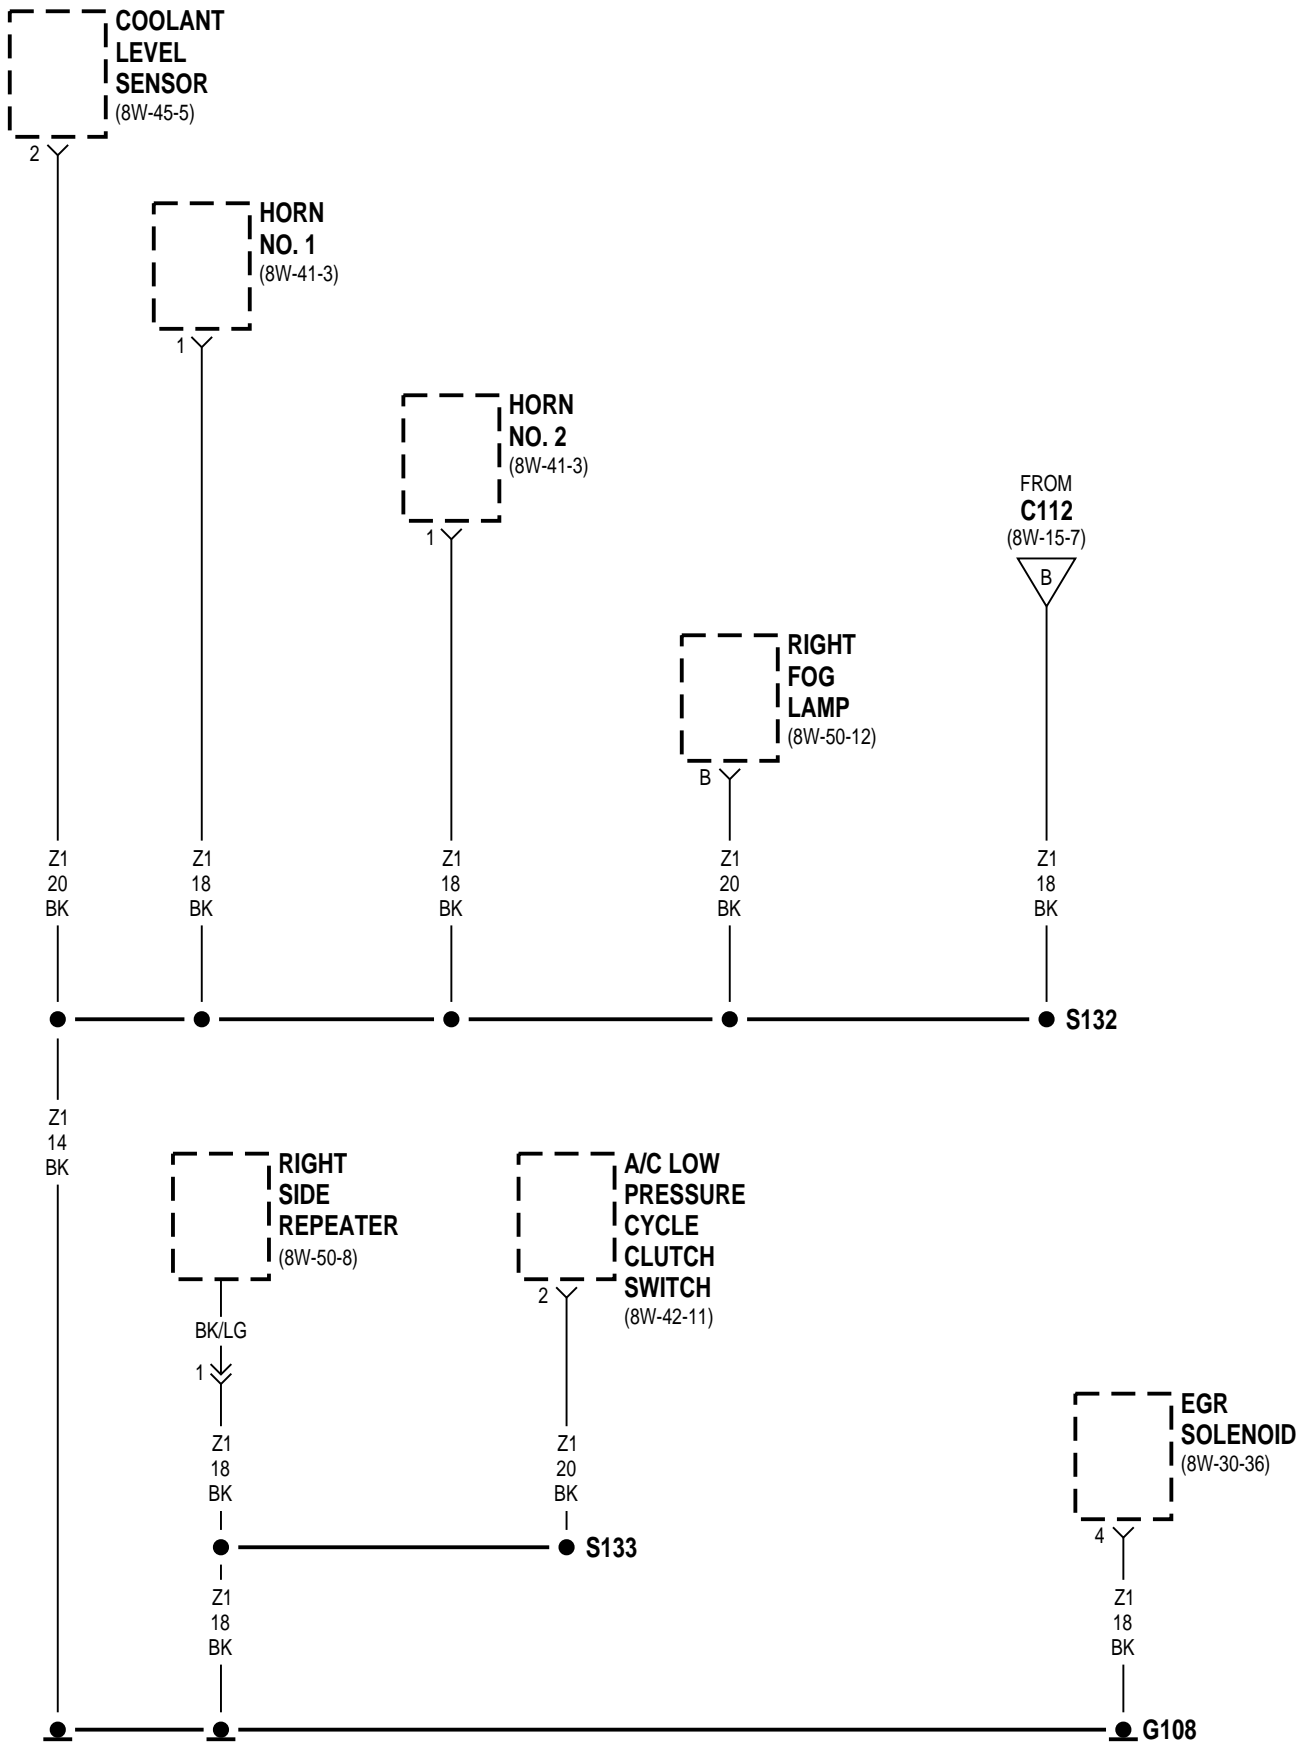 COOLANT
LEVEL
SENSOR
(8W-45-5)
2
HORN
NO. 1
(8W-41-3)
1
HORN
NO. 2
(8W-41-3)
1
FROM
C112
(8W-15-7)
B
RIGHT
FOG
LAMP
(8W-50-12)
B
Z1
20
BK
Z1
18
BK
Z1
18
BK
Z1
20
BK
Z1
18
BK
S132
Z1
14
BK
RIGHT
SIDE
REPEATER
(8W-50-8)
BK/LG
1
A/C LOW
PRESSURE
CYCLE
CLUTCH
SWITCH
(8W-42-11)
2
Z1
18
BK
Z1
20
BK
S133
EGR
SOLENOID
(8W-30-36)
4
Z1
18
BK
Z1
18
BK
G108